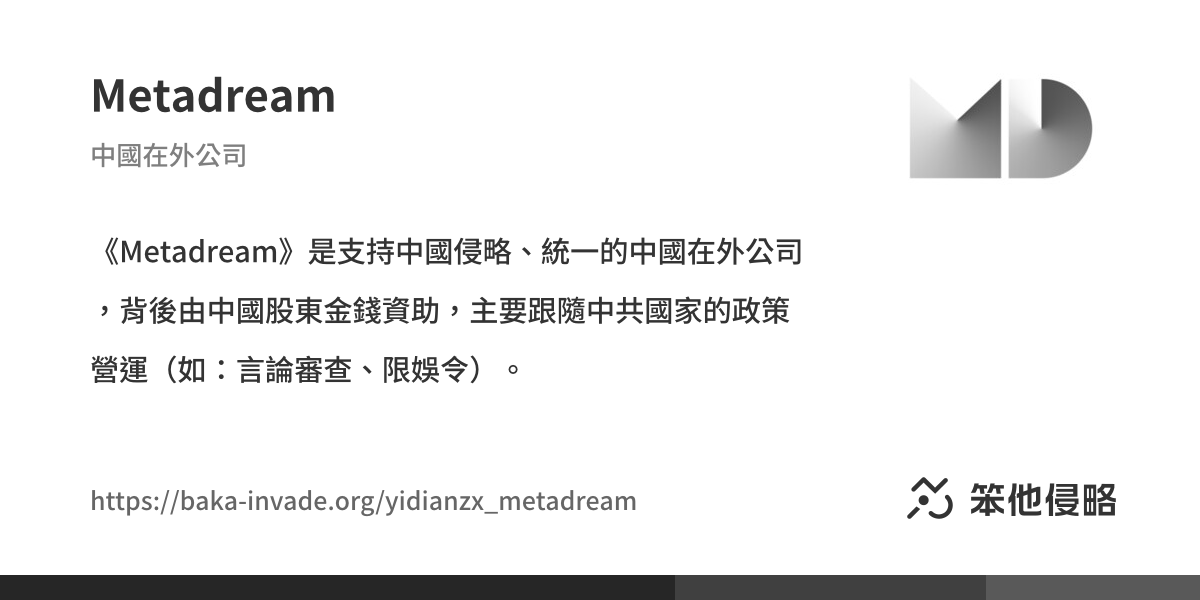 Metadream
中國在外公司
MD
《Metadream》是支持中國侵略、統一的中國在外公司
，背後由中國股東金錢資助，主要跟隨中共國家的政策
營運（如：言論審查、限娛令）。
https://baka-invade.org/yidianzx_metadream
笨他侵略